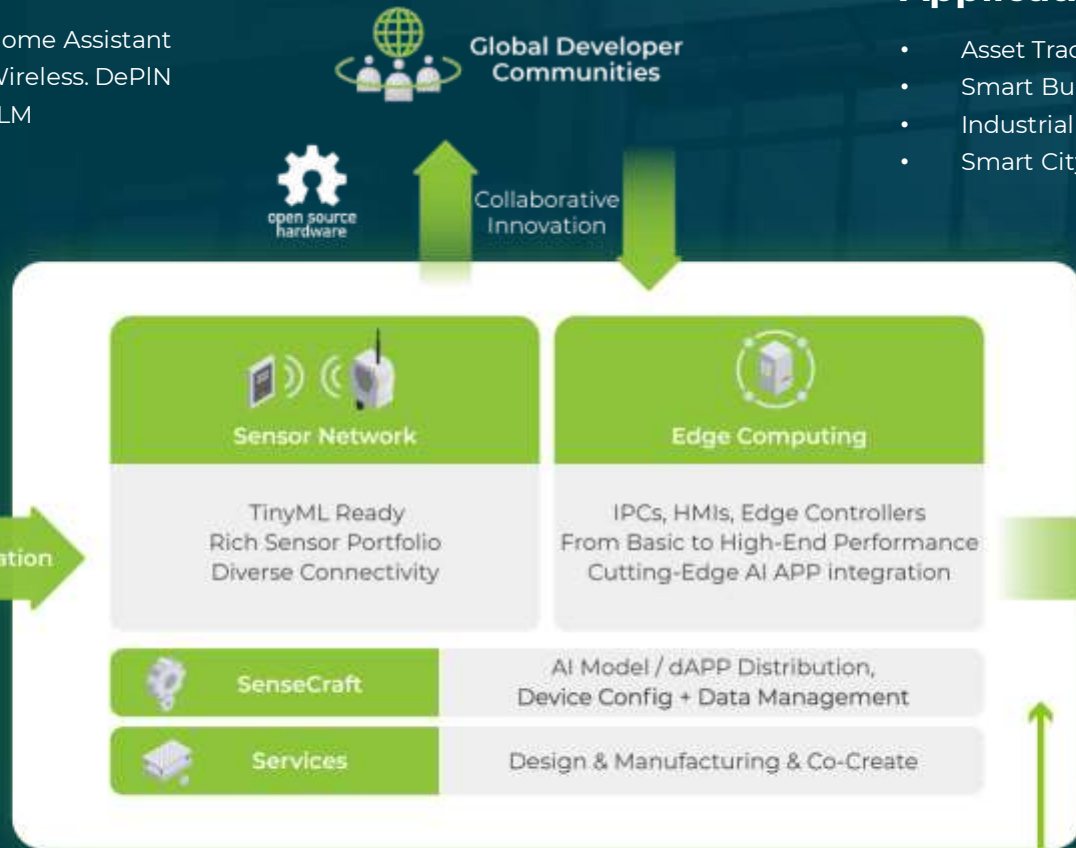 ome Assistant
Wireless. DePIN
LM
Global Developer
Communities
Asset Trac
Smart Bu
Industrial
Smart City
open source
hardware
Collaborative
Innovation
Sensor Network
TinyML Ready
Rich Sensor Portfolio
Diverse Connectivity
Edge Computing
IPCs, HMIs, Edge Controllers
From Basic to High-End Performance
Cutting-Edge AI APP integration
ation
SenseCraft
AI Model / dAPP Distribution,
Device Config + Data Management
Services
Design & Manufacturing & Co-Create